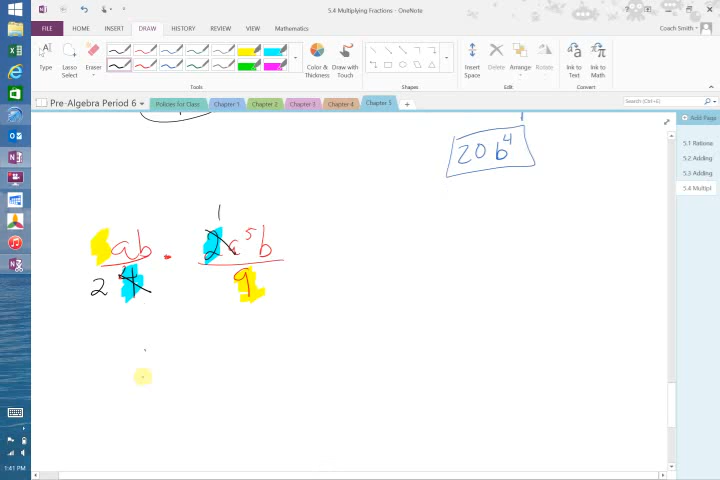 5.4 Multiplying Fractions - OneNote
Coach Smith
FILE HOME INSERT DRAW HISTORY REVIEW VIEW Mathematics
Type Lasso Select Eraser Color & Thickness Draw with Touch Insert Space Arrange Rotate Ink to Text Ink to Math
Tools Shapes Edit Convert
Pre-Algebra Period 6 Policies for Class Chapter 1 Chapter 2 Chapter 3 Chapter 4 Chapter 5 Search (Ctrl+E)
Add Page
5.1 Rationa
5.2 Adding
5.3 Adding
5.4 Multipl
20b⁴
1
ab · 2a⁵b
2 4 9
1:41 PM